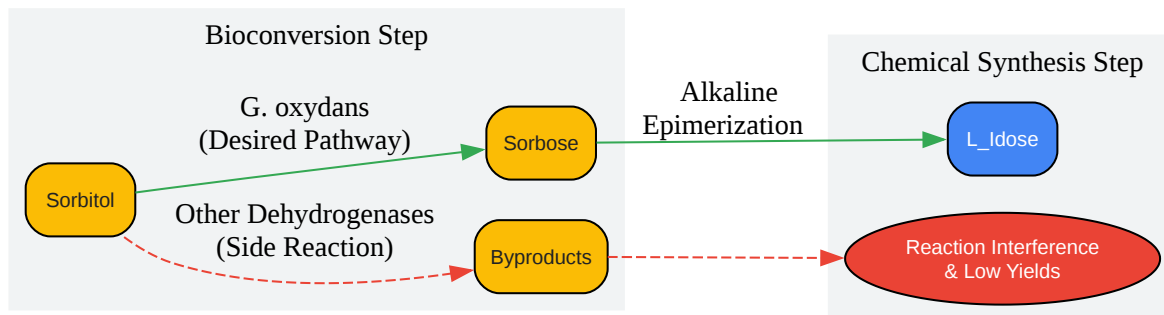 Bioconversion Step
G. oxydans
(Desired Pathway)
Sorbitol
Sorbose
Other Dehydrogenases
(Side Reaction)
Byproducts
Alkaline
Epimerization
Chemical Synthesis Step
L_Idose
Reaction Interference
& Low Yields